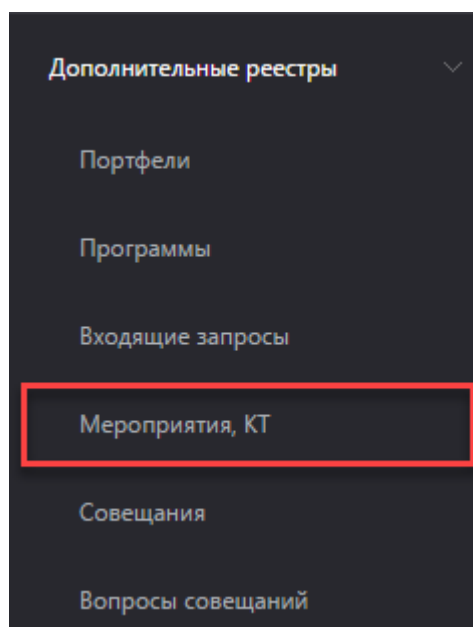 Дополнительные реестры
Портфели
Программы
Входящие запросы
Мероприятия, КТ
Совещания
Вопросы совещаний